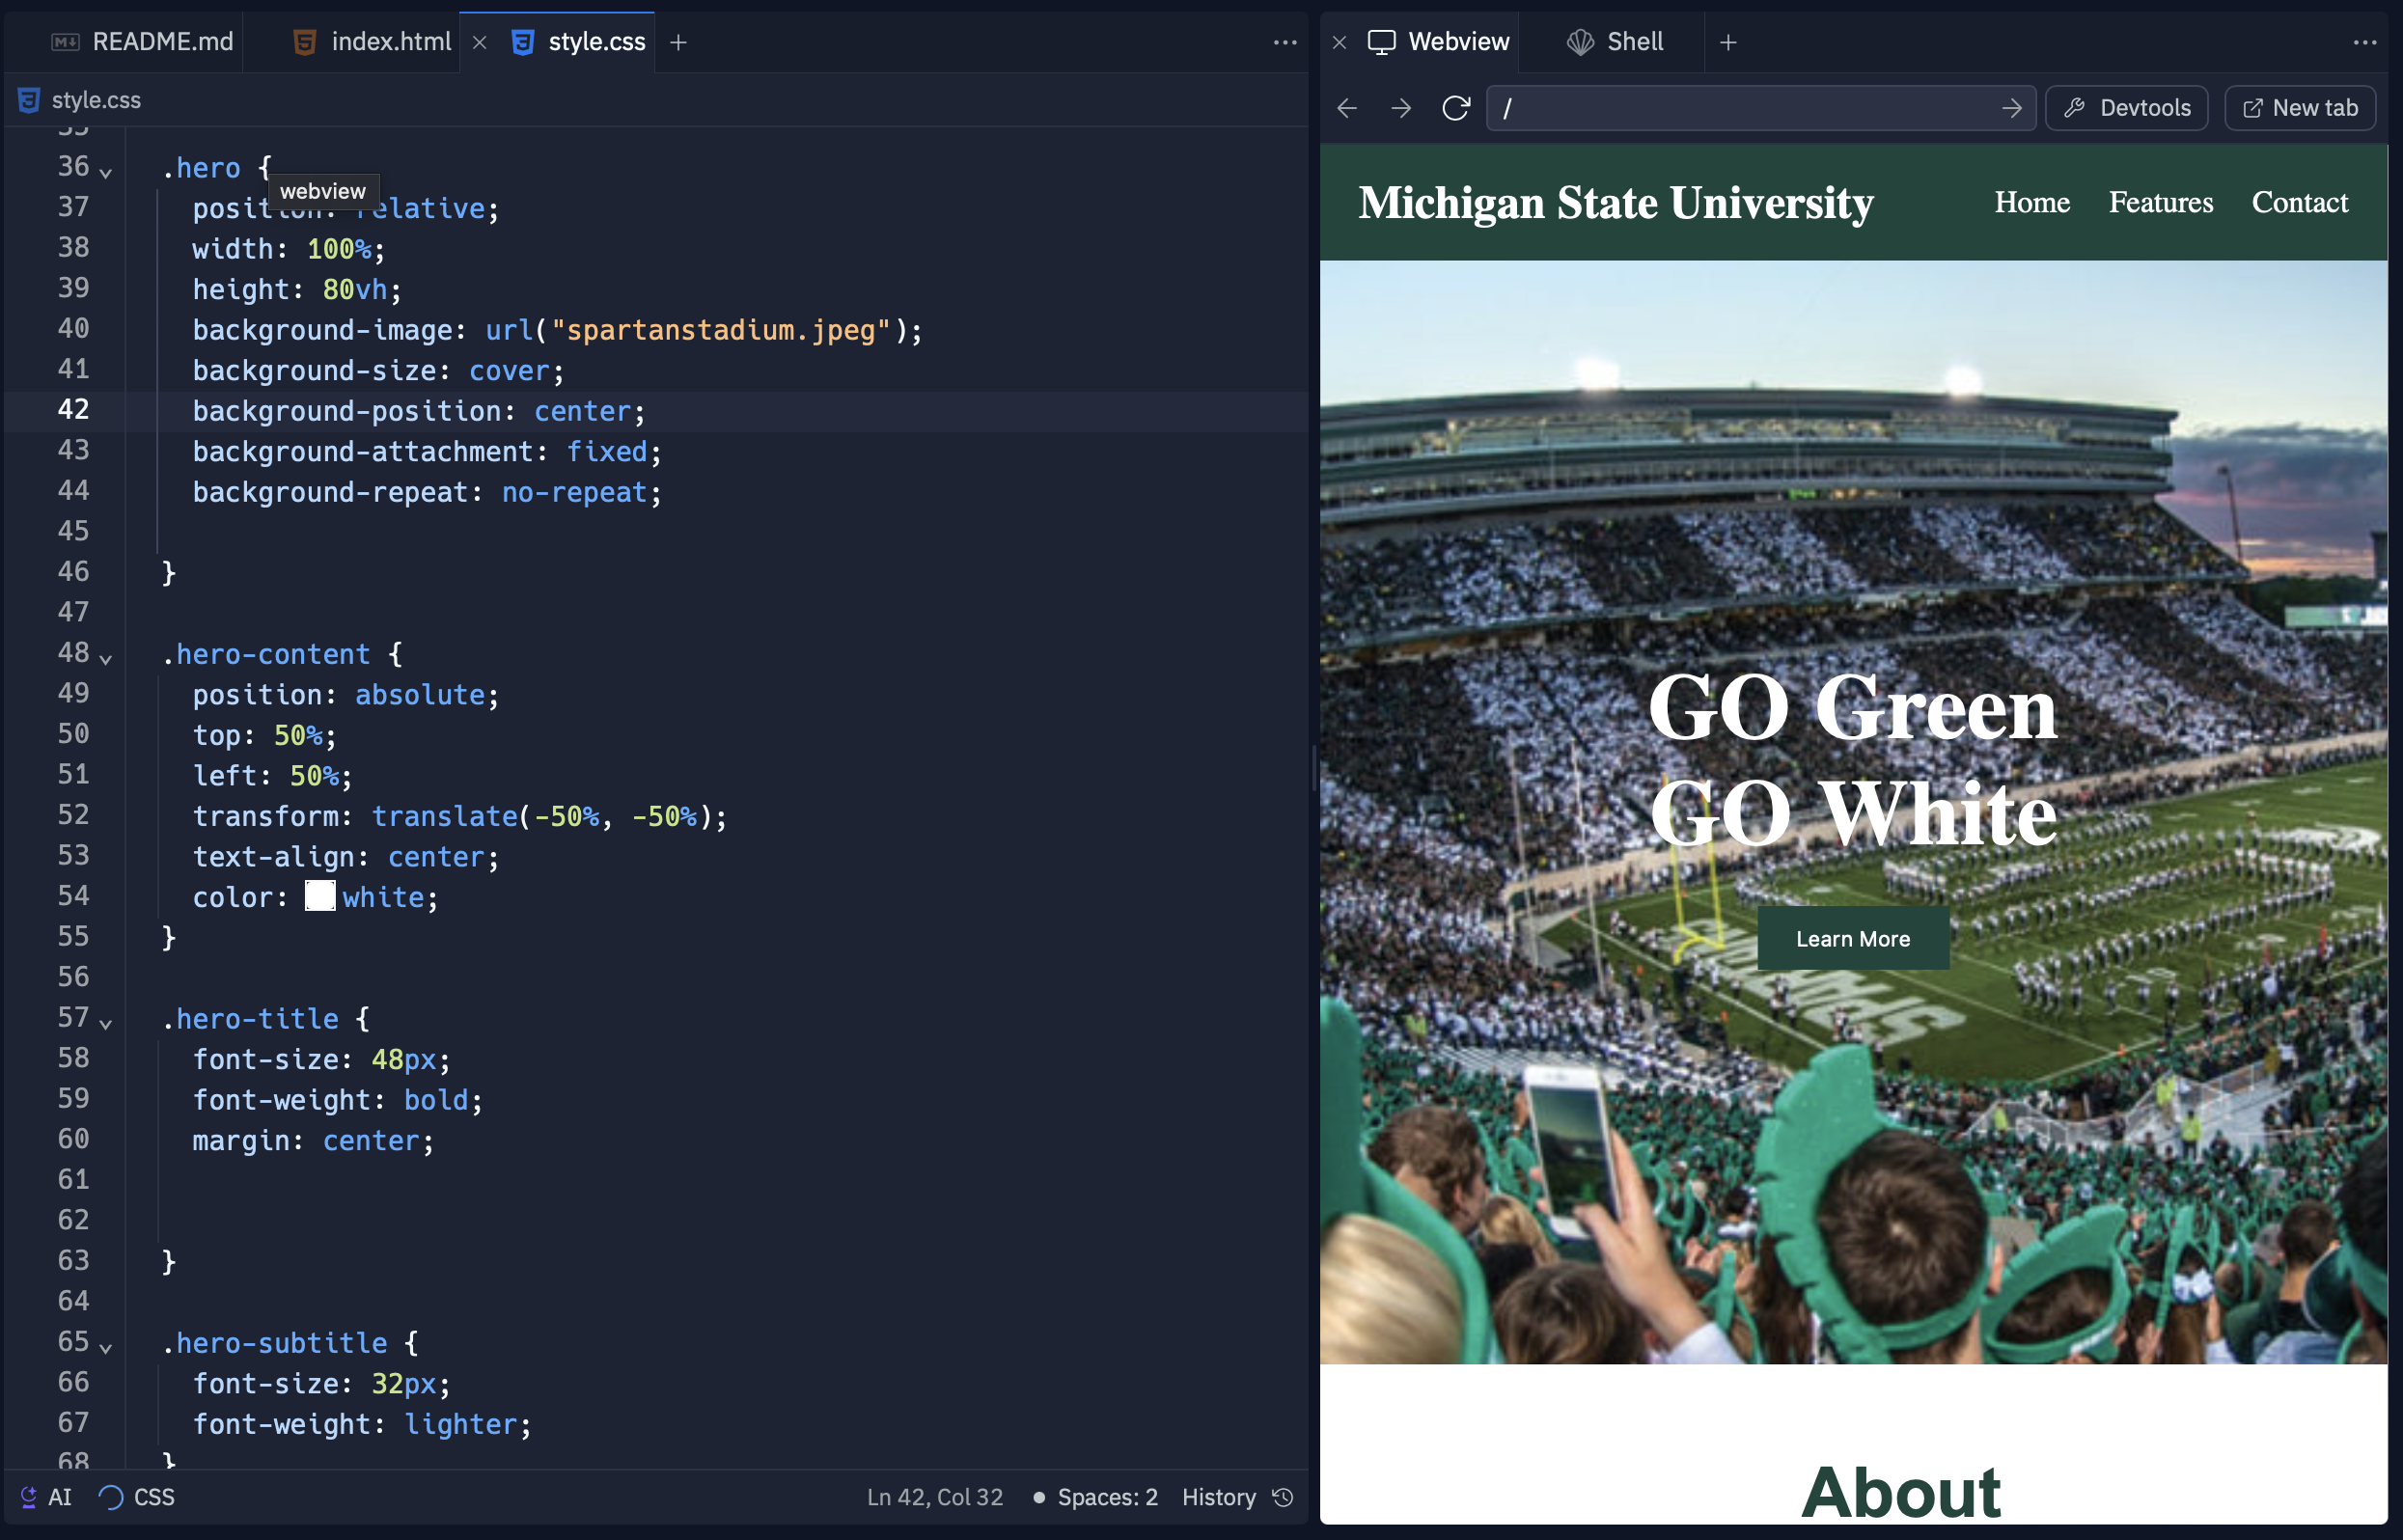 README.md
index.html
style.css
style.css
35
36 .hero {
webview
37 position: relative;
38 width: 100%;
39 height: 80vh;
40 background-image: url("spartanstadium.jpeg");
41 background-size: cover;
42 background-position: center;
43 background-attachment: fixed;
44 background-repeat: no-repeat;
45
46 }
47
48 .hero-content {
49 position: absolute;
50 top: 50%;
51 left: 50%;
52 transform: translate(-50%, -50%);
53 text-align: center;
54 color: white;
55 }
56
57 .hero-title {
58 font-size: 48px;
59 font-weight: bold;
60 margin: center;
61
62
63 }
64
65 .hero-subtitle {
66 font-size: 32px;
67 font-weight: lighter;
68 }
AI CSS Ln 42, Col 32 Spaces: 2 History
Webview Shell
/ Devtools New tab
Michigan State University Home Features Contact
GO Green
GO White
Learn More
SPARTANS
About